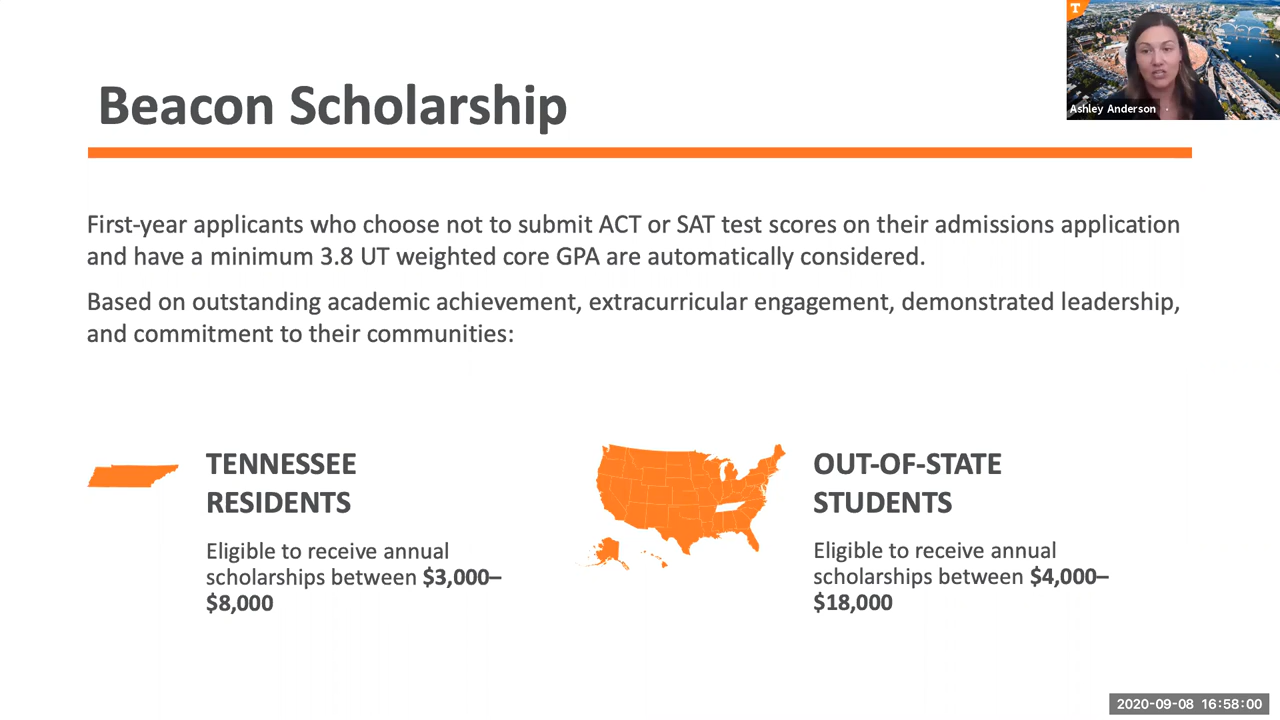 Beacon Scholarship
T
Ashley Anderson
First-year applicants who choose not to submit ACT or SAT test scores on their admissions application
and have a minimum 3.8 UT weighted core GPA are automatically considered.
Based on outstanding academic achievement, extracurricular engagement, demonstrated leadership,
and commitment to their communities:
TENNESSEE
RESIDENTS
Eligible to receive annual
scholarships between $3,000–
$8,000
OUT-OF-STATE
STUDENTS
Eligible to receive annual
scholarships between $4,000–
$18,000
2020-09-08 16:58:00